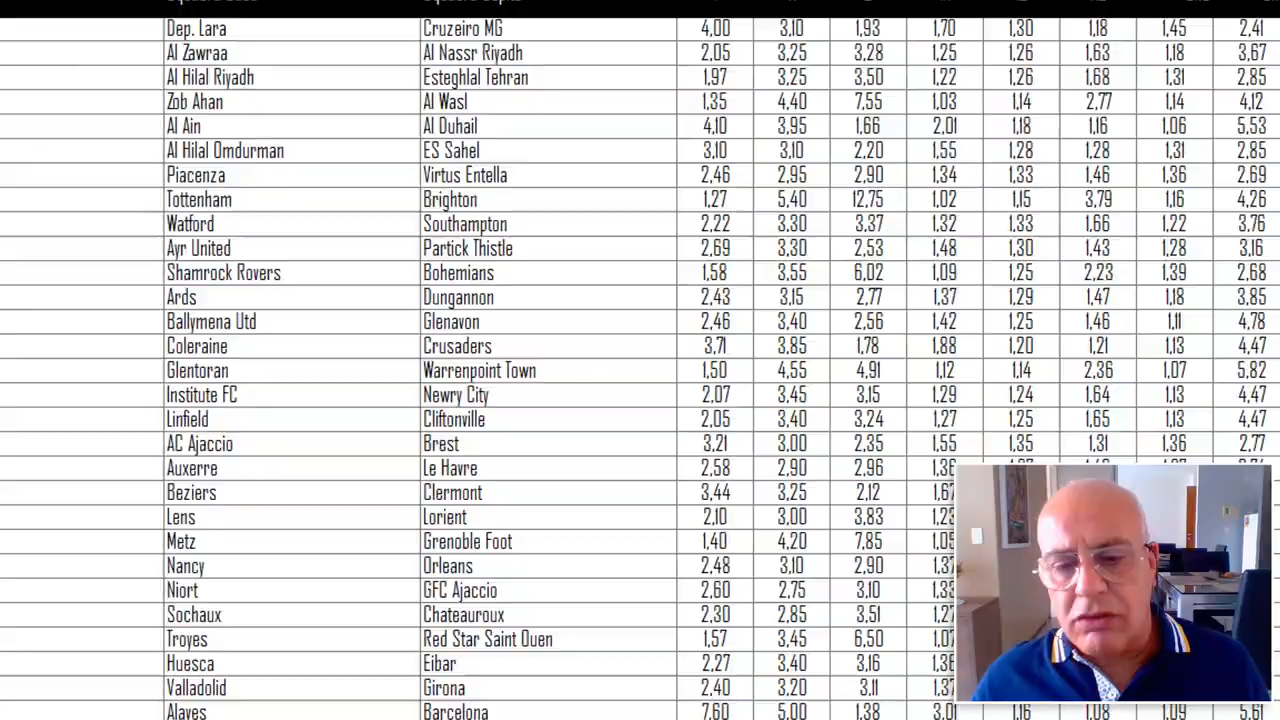 Dep. Lara Cruzeiro MG 4,00 3,10 1,93 1,70 1,30 1,18 1,45 2,41
Al Zawraa Al Nassr Riyadh 2,05 3,25 3,28 1,25 1,26 1,63 1,18 3,67
Al Hilal Riyadh Esteghlal Tehran 1,97 3,25 3,50 1,22 1,26 1,68 1,31 2,85
Zob Ahan Al Wasl 1,35 4,40 7,55 1,03 1,14 2,77 1,14 4,12
Al Ain Al Duhail 4,10 3,95 1,66 2,01 1,18 1,16 1,06 5,53
Al Hilal Omdurman ES Sahel 3,10 3,10 2,20 1,55 1,28 1,28 1,31 2,85
Piacenza Virtus Entella 2,46 2,95 2,90 1,34 1,33 1,46 1,36 2,69
Tottenham Brighton 1,27 5,40 12,75 1,02 1,15 3,79 1,16 4,26
Watford Southampton 2,22 3,30 3,37 1,32 1,33 1,66 1,22 3,76
Ayr United Partick Thistle 2,69 3,30 2,53 1,48 1,30 1,43 1,28 3,16
Shamrock Rovers Bohemians 1,58 3,55 6,02 1,09 1,25 2,23 1,39 2,68
Ards Dungannon 2,43 3,15 2,77 1,37 1,29 1,47 1,18 3,85
Ballymena Utd Glenavon 2,46 3,40 2,56 1,42 1,25 1,46 1,11 4,78
Coleraine Crusaders 3,71 3,85 1,78 1,88 1,20 1,21 1,13 4,47
Glentoran Warrenpoint Town 1,50 4,55 4,91 1,12 1,14 2,36 1,07 5,82
Institute FC Newry City 2,07 3,45 3,15 1,29 1,24 1,64 1,13 4,47
Linfield Cliftonville 2,05 3,40 3,24 1,27 1,25 1,65 1,13 4,47
AC Ajaccio Brest 3,21 3,00 2,35 1,55 1,35 1,31 1,36 2,77
Auxerre Le Havre 2,58 2,90 2,96
Beziers Clermont 3,44 3,25 2,12
Lens Lorient 2,10 3,00 3,83
Metz Grenoble Foot 1,40 4,20 7,85
Nancy Orleans 2,48 3,10 2,90
Niort GFC Ajaccio 2,60 2,75 3,10
Sochaux Chateauroux 2,30 2,85 3,51
Troyes Red Star Saint Ouen 1,57 3,45 6,50
Huesca Eibar 2,27 3,40 3,16
Valladolid Girona 2,40 3,20 3,11
Alaves Barcelona 7,60 5,00 1,38 1,16 1,08 1,09 5,61